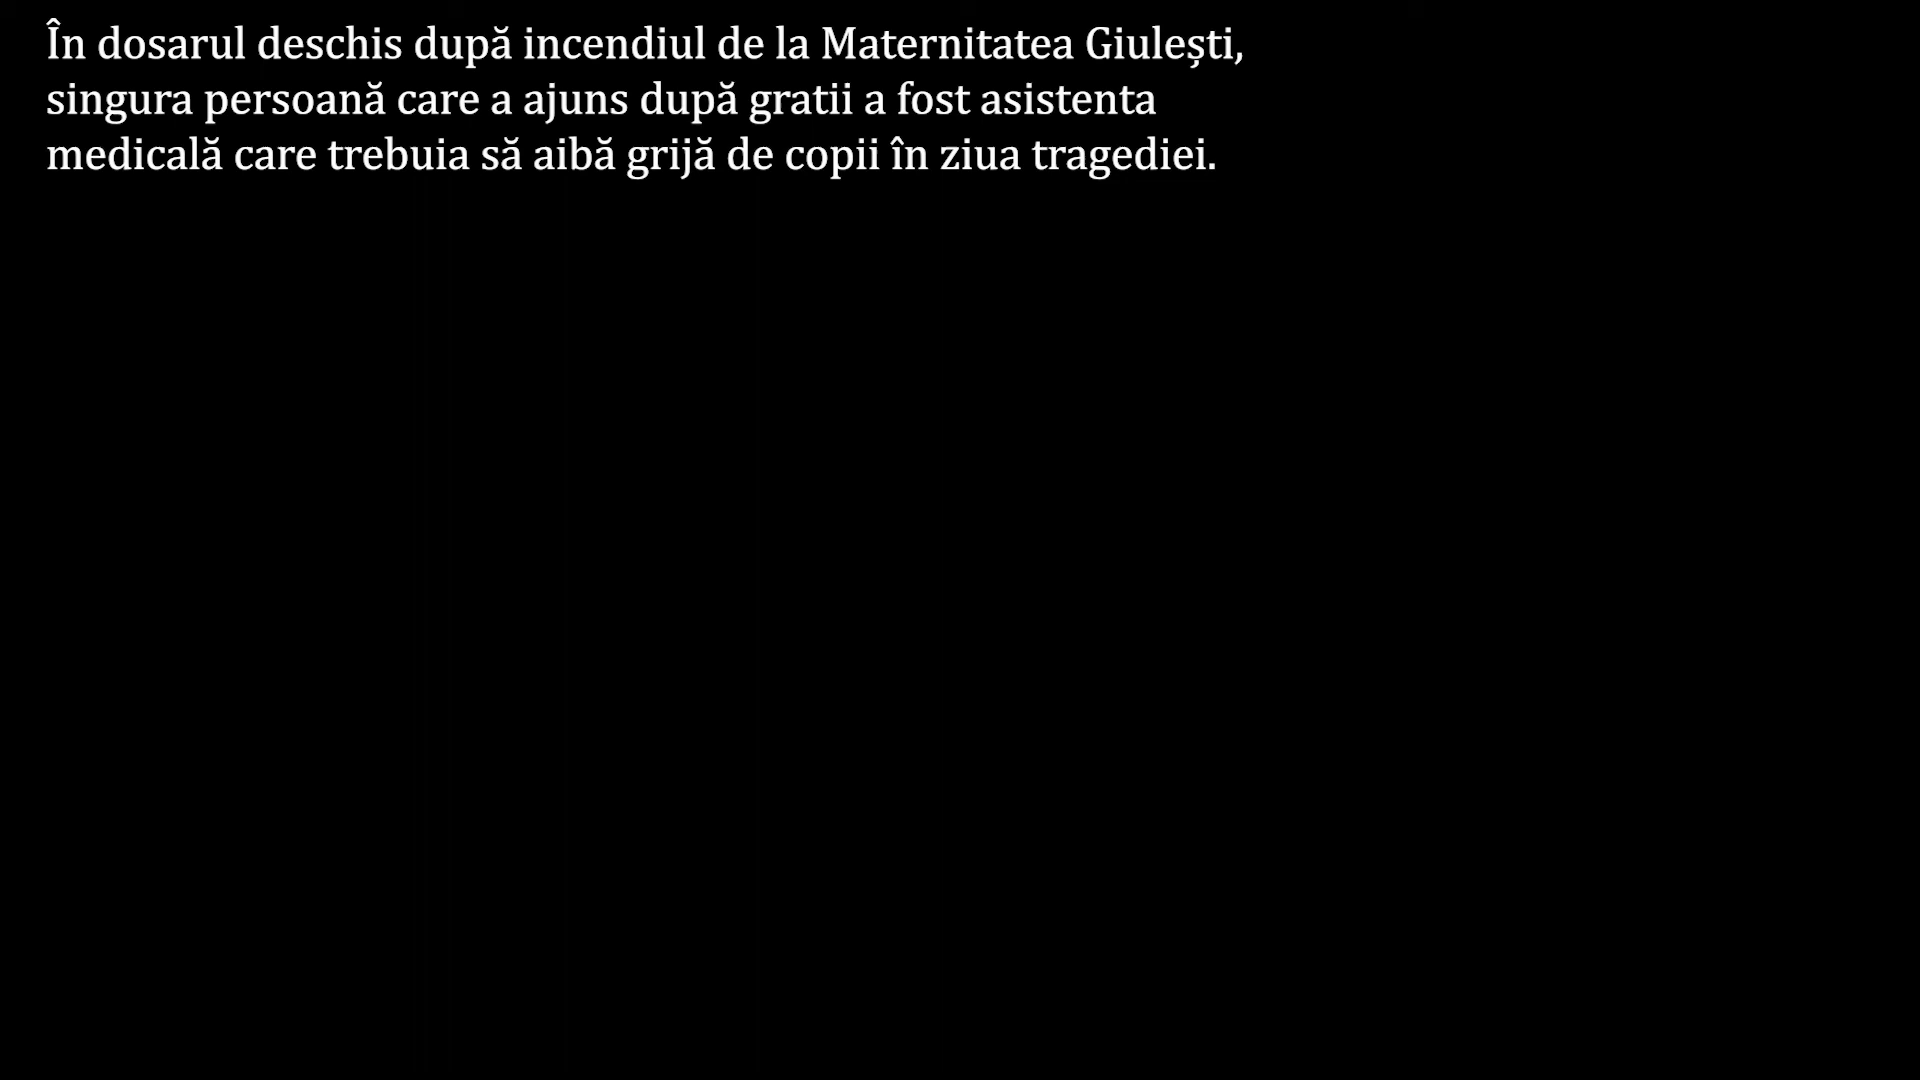 În dosarul deschis după incendiul de la Maternitatea Giulești,
singura persoană care a ajuns după gratii a fost asistenta
medicală care trebuia să aibă grijă de copii în ziua tragediei.